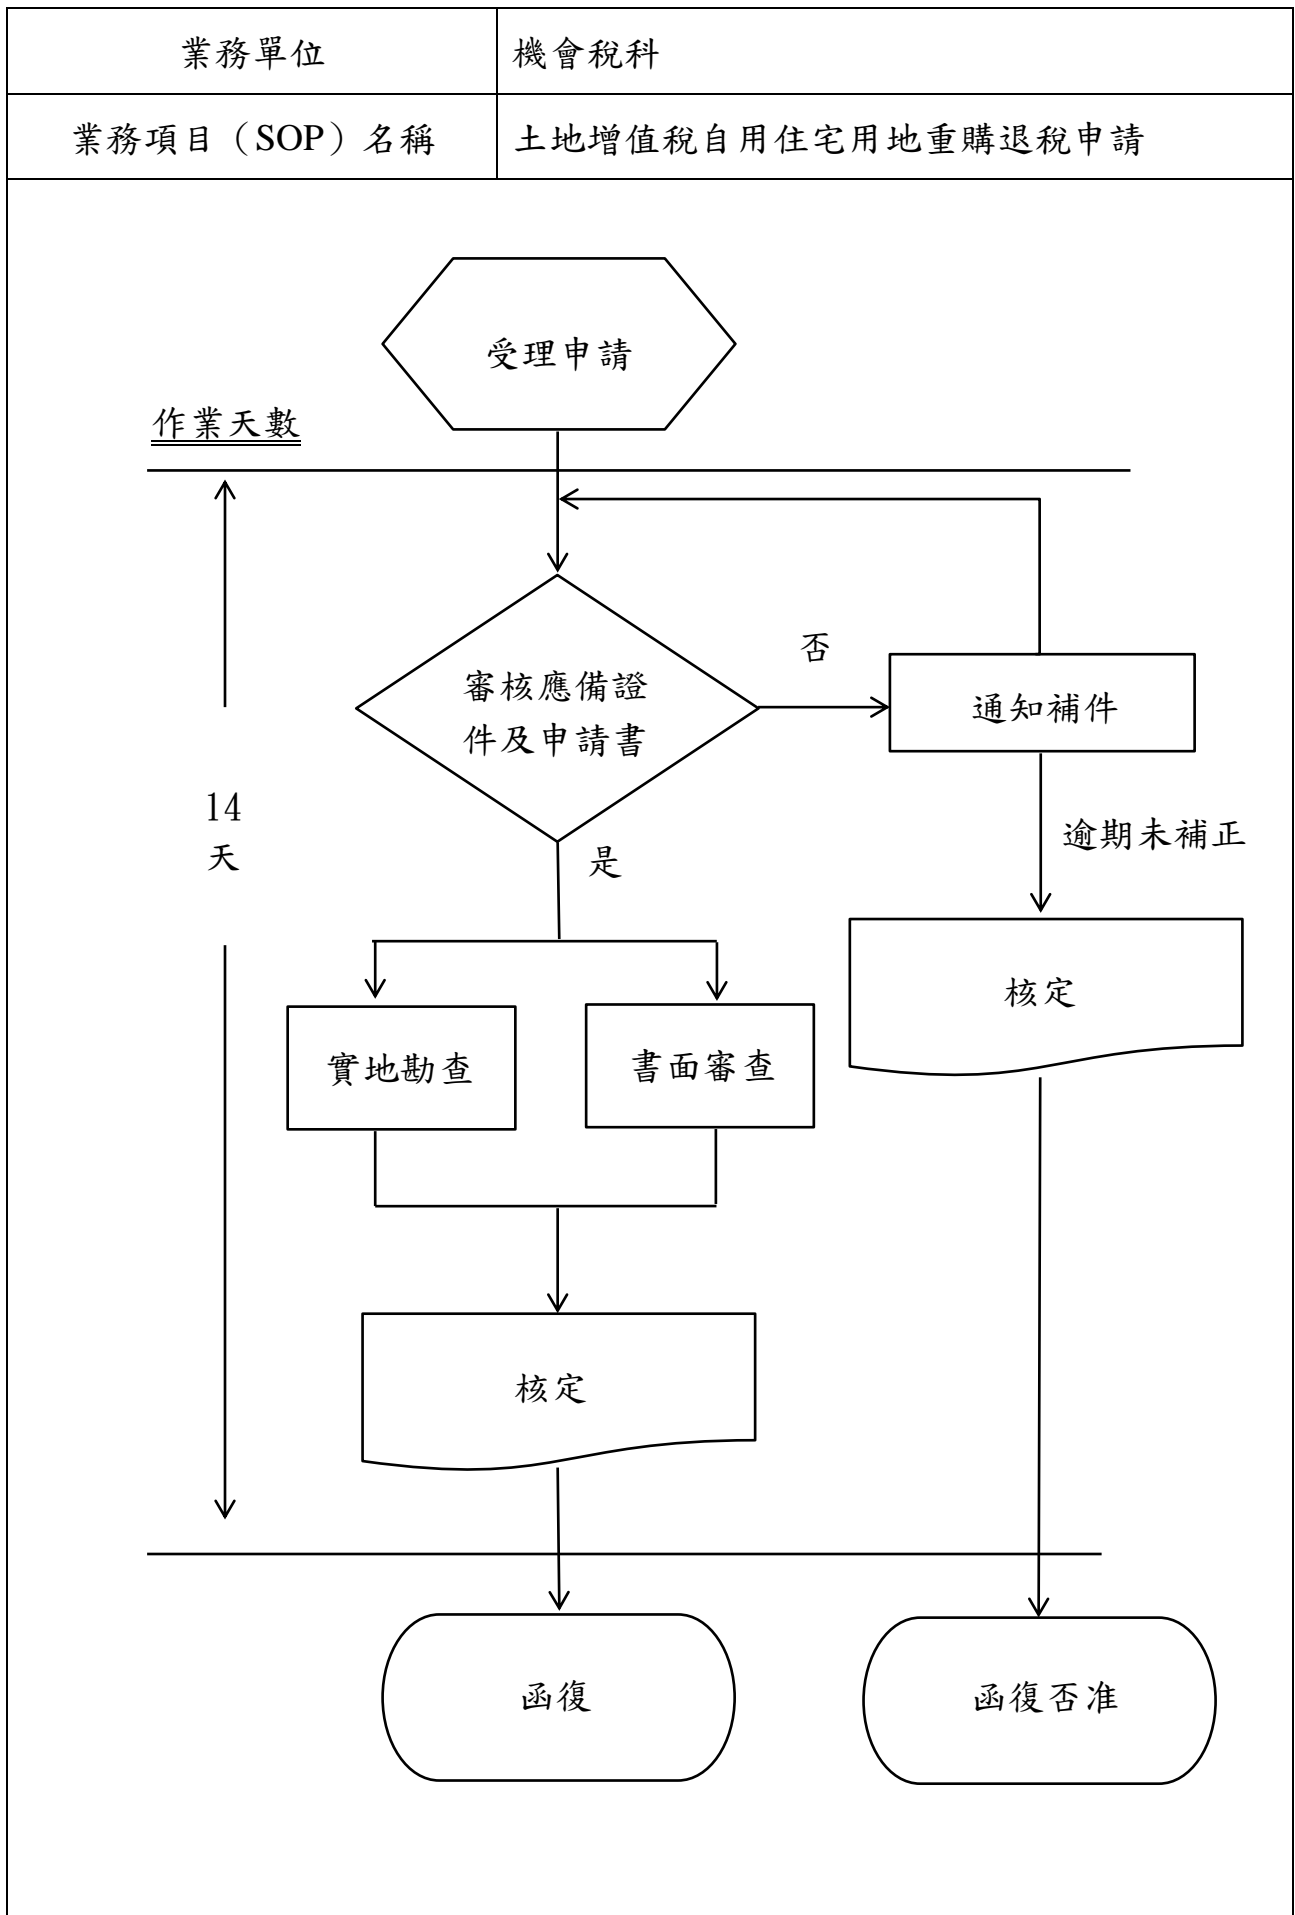 業務單位
機會稅科
業務項目（SOP）名稱
土地增值稅自用住宅用地重購退稅申請
受理申請
作業天數
否
審核應備證
件及申請書
通知補件
14
天
逾期未補正
是
核定
實地勘查
書面審查
核定
函復
函復否准